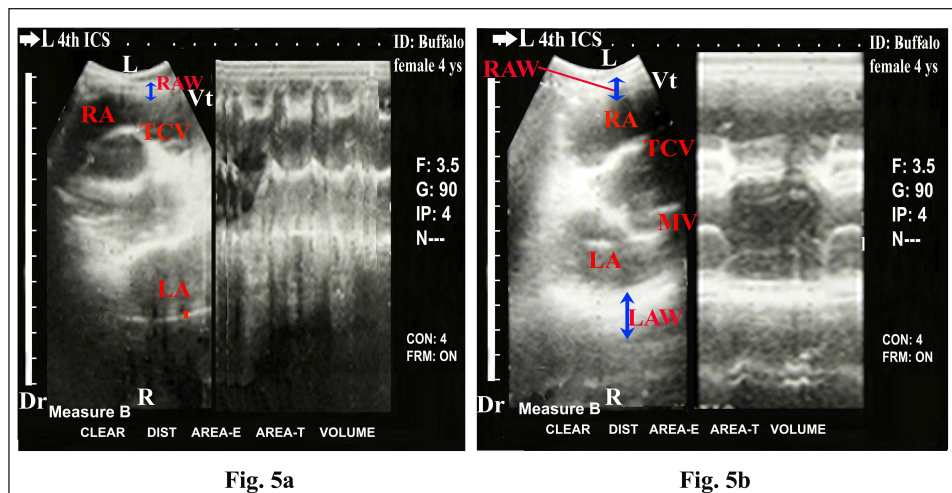 L 4th ICS
ID: Buffalo
female 4 ys
L
RAW
Vt
RA
TCV
F: 3.5
G: 90
IP: 4
N---
LA
CON: 4
FRM: ON
Dr
R
Measure B
CLEAR DIST AREA-E AREA-T VOLUME
Fig. 5a
L 4th ICS
ID: Buffalo
female 4 ys
L
RAW
Vt
RA
TCV
F: 3.5
G: 90
IP: 4
N---
MV
LA
LAW
CON: 4
FRM: ON
Dr
R
Measure B
CLEAR DIST AREA-E AREA-T VOLUME
Fig. 5b